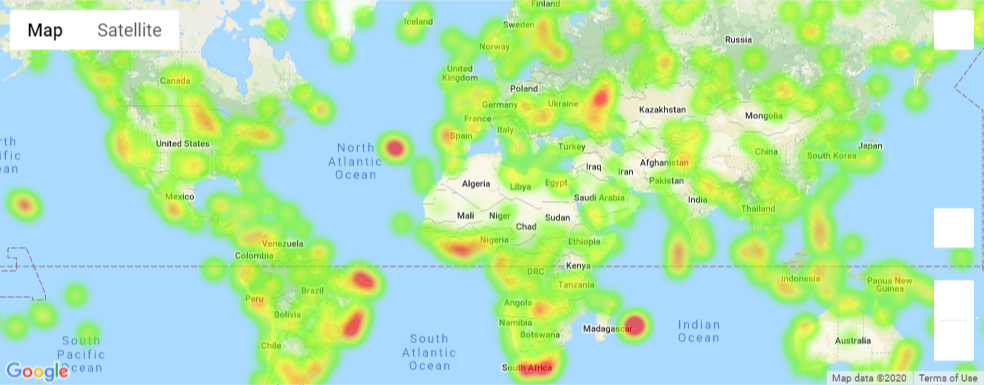 Map
Satellite
Iceland
Finland
Sweden
Norway
Russia
Canada
United
Kingdom
Poland
Germany
Ukraine
Kazakhstan
Mongolia
France
Italy
Spain
United States
Turkey
China
South Korea
Japan
North
Atlantic
Ocean
Iraq
Iran
Afghanistan
Pakistan
Algeria
Libya
Egypt
Saudi Arabia
India
Mexico
Mali
Niger
Chad
Sudan
Thailand
Nigeria
Ethiopia
Venezuela
Colombia
DRC
Kenya
Tanzania
Indonesia
Papua New
Guinea
Peru
Brazil
Bolivia
Angola
Namibia
Botswana
Madagascar
Chile
South
Pacific
Ocean
South
Atlantic
Ocean
Indian
Ocean
Australia
South Africa
Google
Map data ©2020
Terms of Use